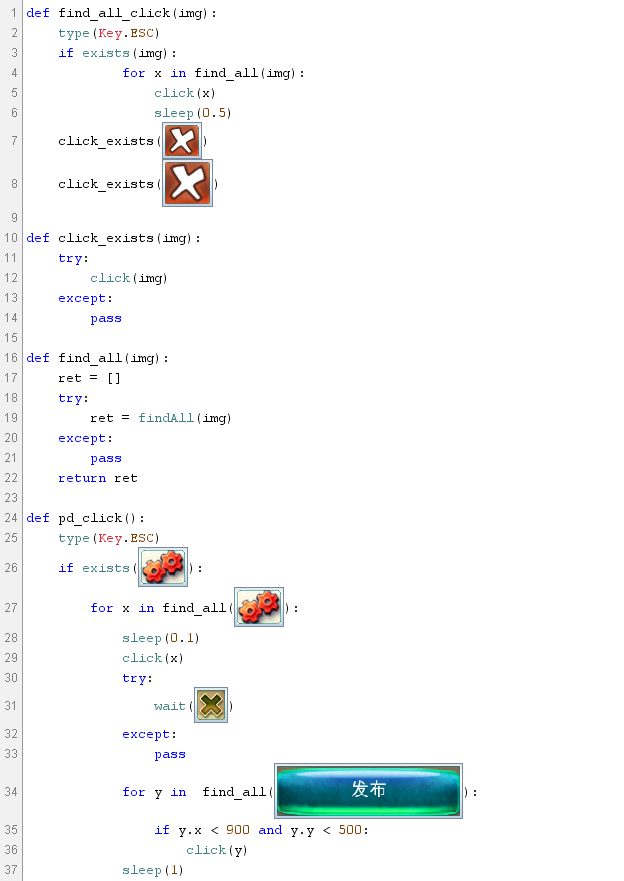 1 def find_all_click(img):
2     type(Key.ESC)
3     if exists(img):
4             for x in find_all(img):
5                 click(x)
6                 sleep(0.5)
7     click_exists( )
8     click_exists( )
9
10 def click_exists(img):
11     try:
12         click(img)
13     except:
14         pass
15
16 def find_all(img):
17     ret = []
18     try:
19         ret = findAll(img)
20     except:
21         pass
22     return ret
23
24 def pd_click():
25     type(Key.ESC)
26     if exists( ):
27         for x in find_all( ):
28             sleep(0.1)
29             click(x)
30             try:
31                 wait( )
32             except:
33                 pass
34             for y in  find_all( 发布 ):
35                 if y.x < 900 and y.y < 500:
36                     click(y)
37             sleep(1)